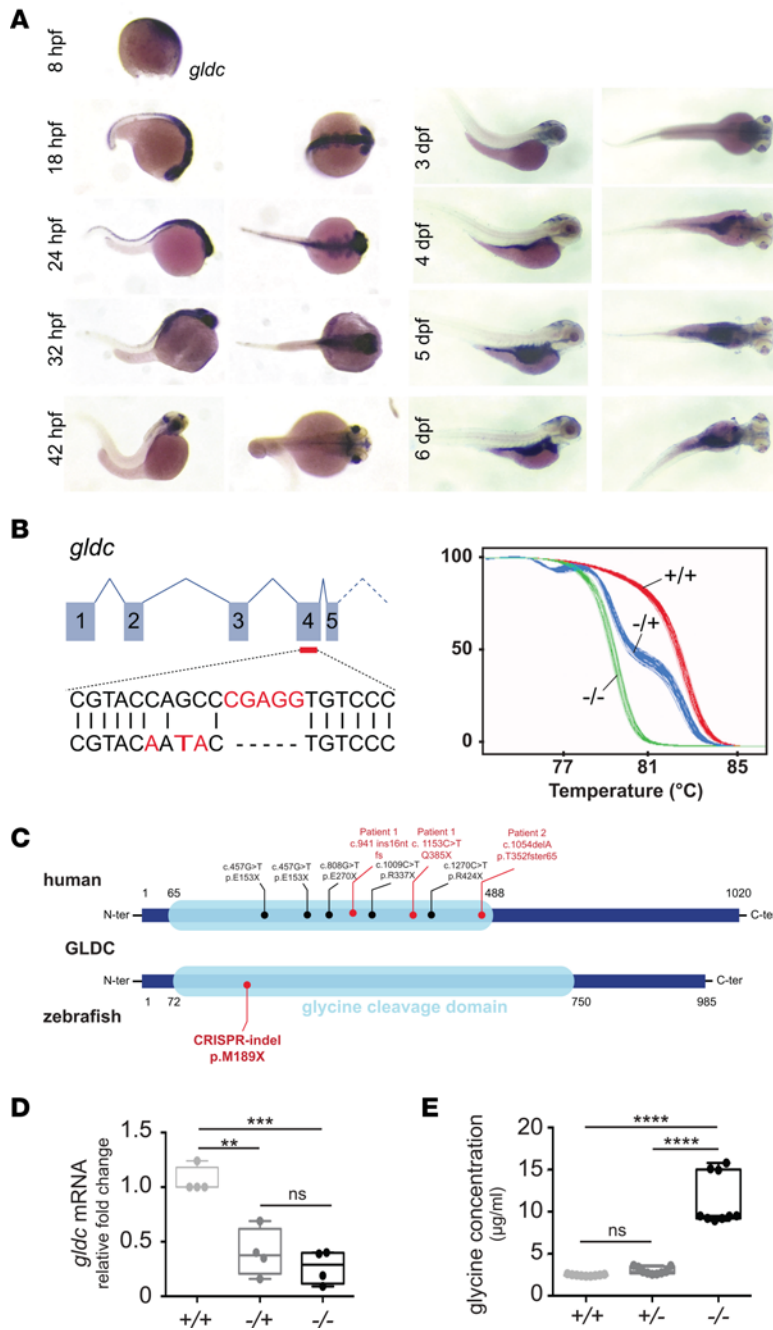 A
8 hpf
gldc
18 hpf
24 hpf
32 hpf
42 hpf
3 dpf
4 dpf
5 dpf
6 dpf
B
gldc
1 2 3 4 5
CGTACCAGCCCGAGGTGTCCC
CGTACAATAC-----TGTCCC
100
50
0
+/+
-/+
-/-
77 81 85
Temperature (°C)
C
Patient 1
c.941 ins16nt
fs
Patient 1
c. 1153C>T
Q385X
Patient 2
c.1054delA
p.T352fster65
c.457G>T
p.E153X
c.457G>T
p.E153X
c.808G>T
p.E270X
c.1009C>T
p.R337X
c.1270C>T
p.R424X
human
1 65 488 1020
N-ter C-ter
GLDC
N-ter C-ter
glycine cleavage domain
1 72 750 985
zebrafish
CRISPR-indel
p.M189X
D
gldc mRNA
relative fold change
1.5
1.0
0.5
0
***
**
ns
+/+ -/+ -/-
E
glycine concentration
(µg/ml)
20
15
10
5
0
****
****
ns
+/+ +/- -/-